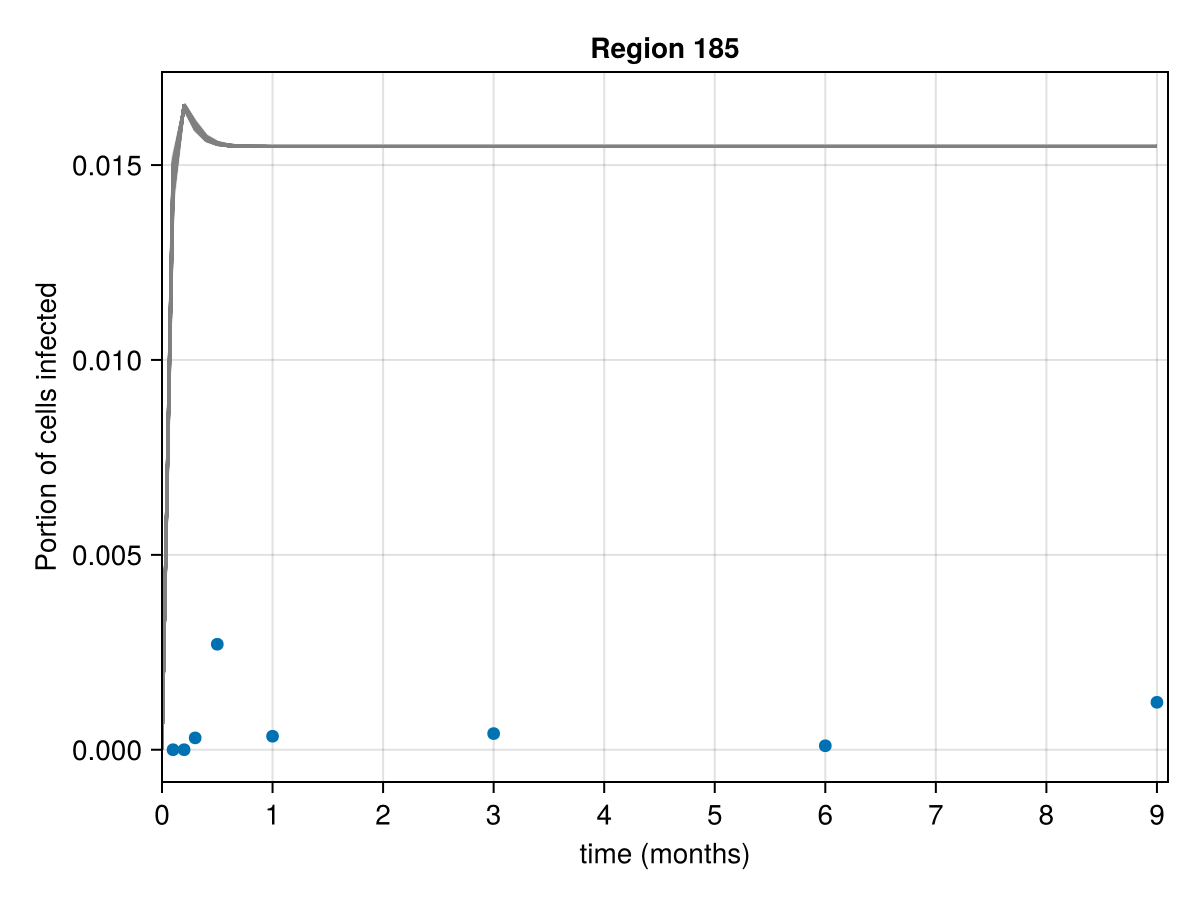 Region 185
Portion of cells infected
0.015
0.010
0.005
0.000
0 1 2 3 4 5 6 7 8 9
time (months)